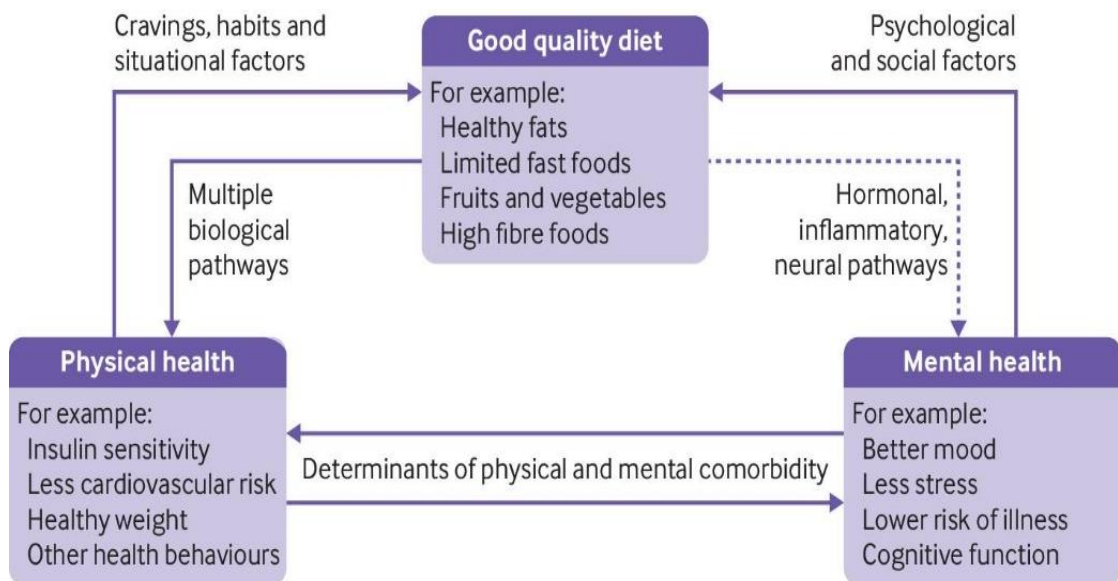 Cravings, habits and
situational factors
Good quality diet
For example:
Healthy fats
Limited fast foods
Fruits and vegetables
High fibre foods
Psychological
and social factors
Multiple
biological
pathways
Hormonal,
inflammatory,
neural pathways
Physical health
For example:
Insulin sensitivity
Less cardiovascular risk
Healthy weight
Other health behaviours
Determinants of physical and mental comorbidity
Mental health
For example:
Better mood
Less stress
Lower risk of illness
Cognitive function